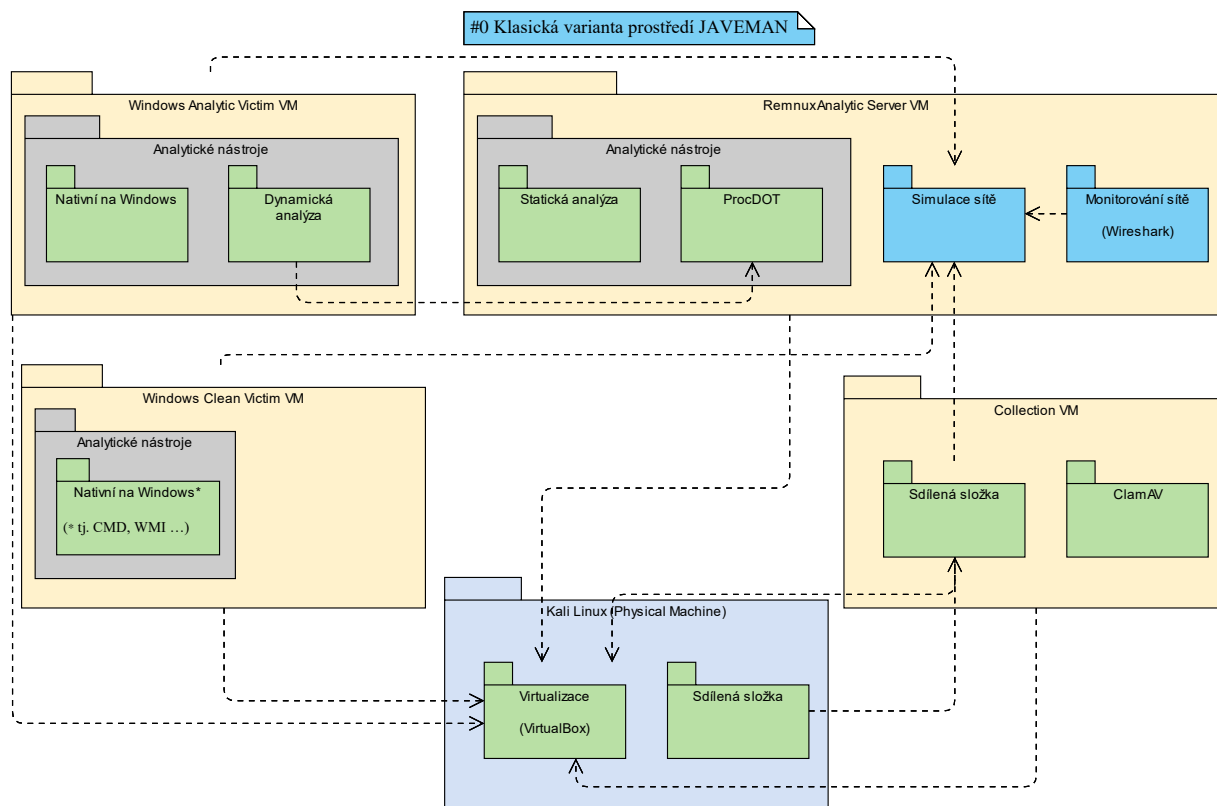 #0 Klasická varianta prostředí JAVEMAN
Windows Analytic Victim VM
Analytické nástroje
Nativní na Windows
Dynamická
analýza
RemnuxAnalytic Server VM
Analytické nástroje
Statická analýza
ProcDOT
Simulace sítě
Monitorování sítě
(Wireshark)
Windows Clean Victim VM
Analytické nástroje
Nativní na Windows*
(* tj. CMD, WMI ...)
Collection VM
Sdílená složka
ClamAV
Kali Linux (Physical Machine)
Virtualizace
(VirtualBox)
Sdílená složka